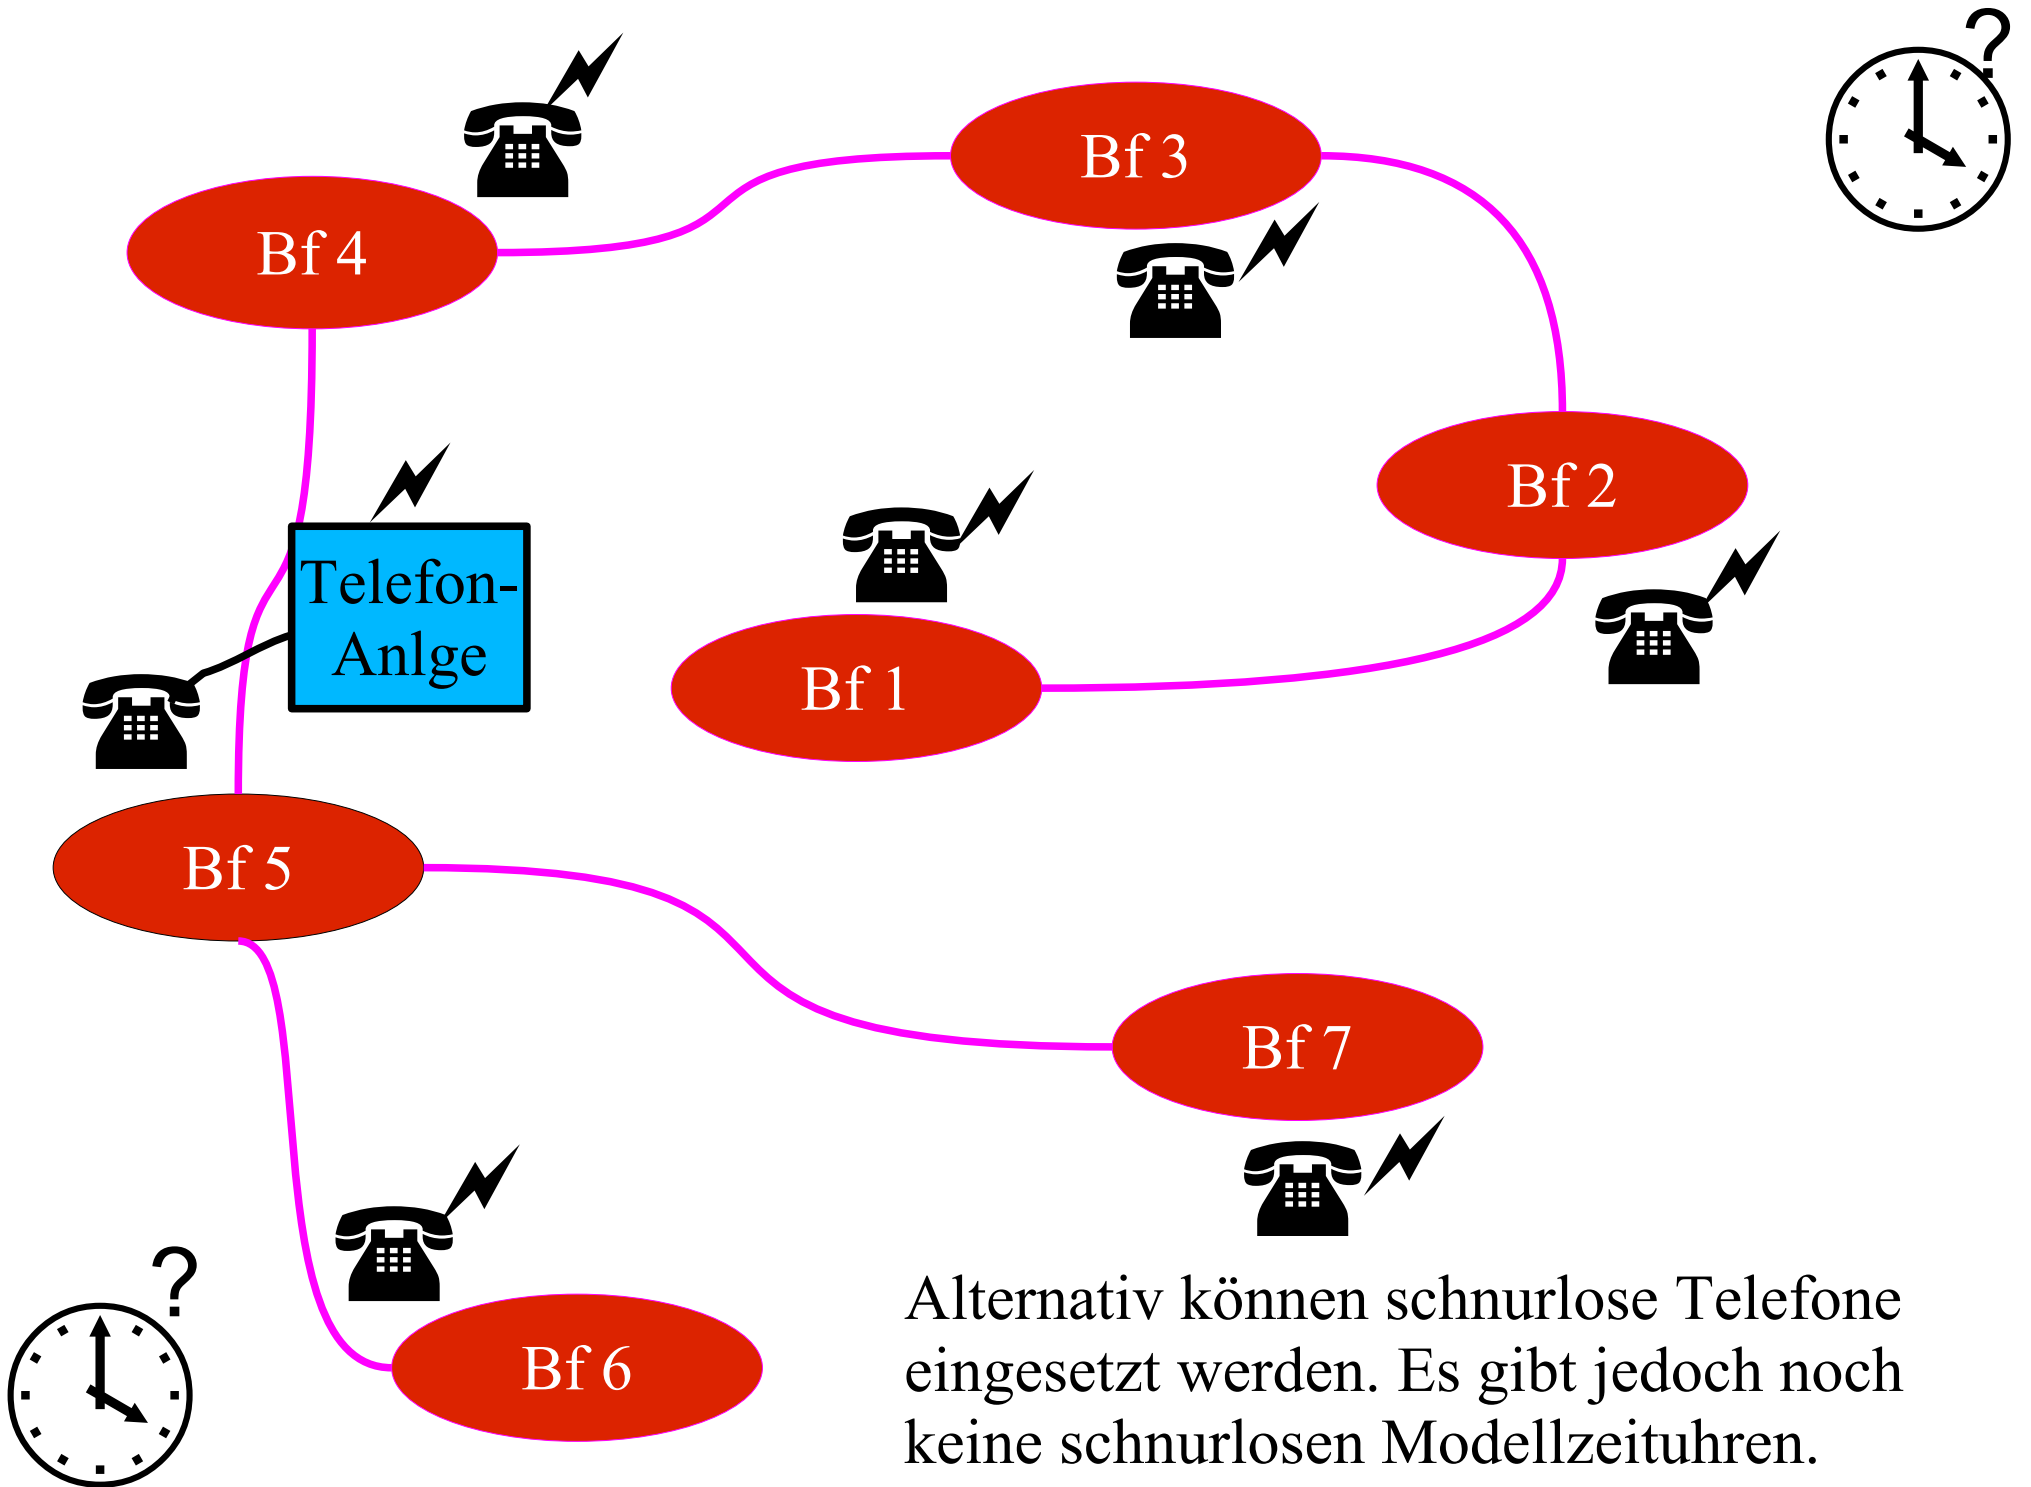 ?
Bf 3
Bf 4
Bf 2
Telefon-
Anlge
Bf 1
Bf 5
Bf 7
?
Bf 6
Alternativ können schnurlose Telefone
eingesetzt werden. Es gibt jedoch noch
keine schnurlosen Modellzeituhren.